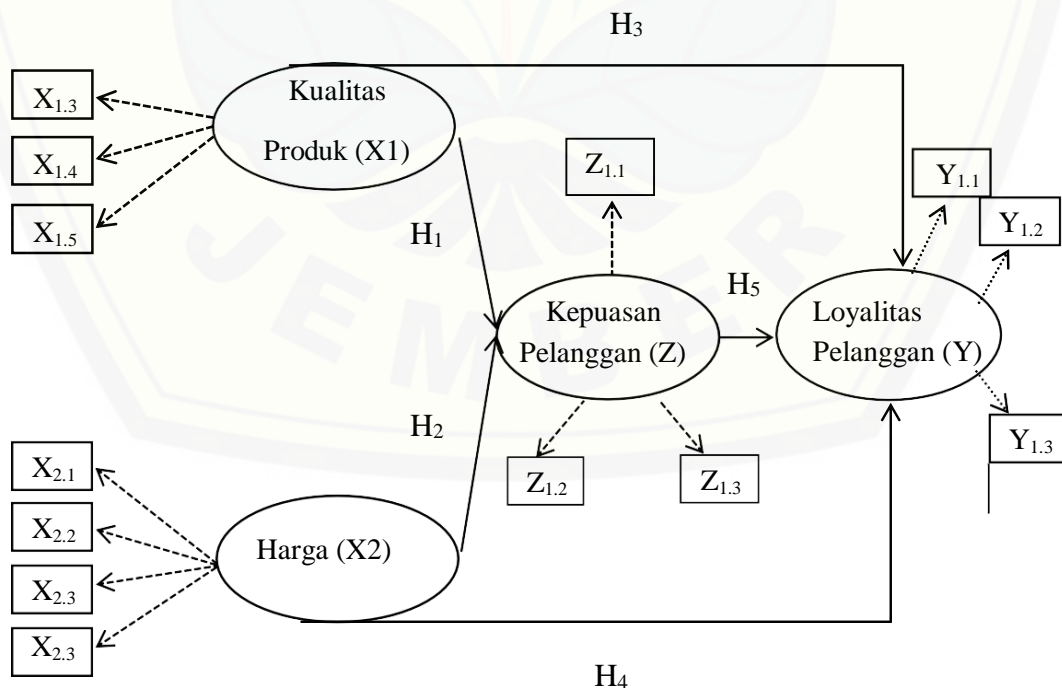 H₃
X₁.₃
X₁.₄
X₁.₅
Kualitas
Produk (X1)
Z₁.₁
Y₁.₁
Y₁.₂
H₁
H₅
Kepuasan
Pelanggan (Z)
Loyalitas
Pelanggan (Y)
H₂
Y₁.₃
Z₁.₂
Z₁.₃
X₂.₁
X₂.₂
X₂.₃
X₂.₃
Harga (X2)
H₄
JEMBER